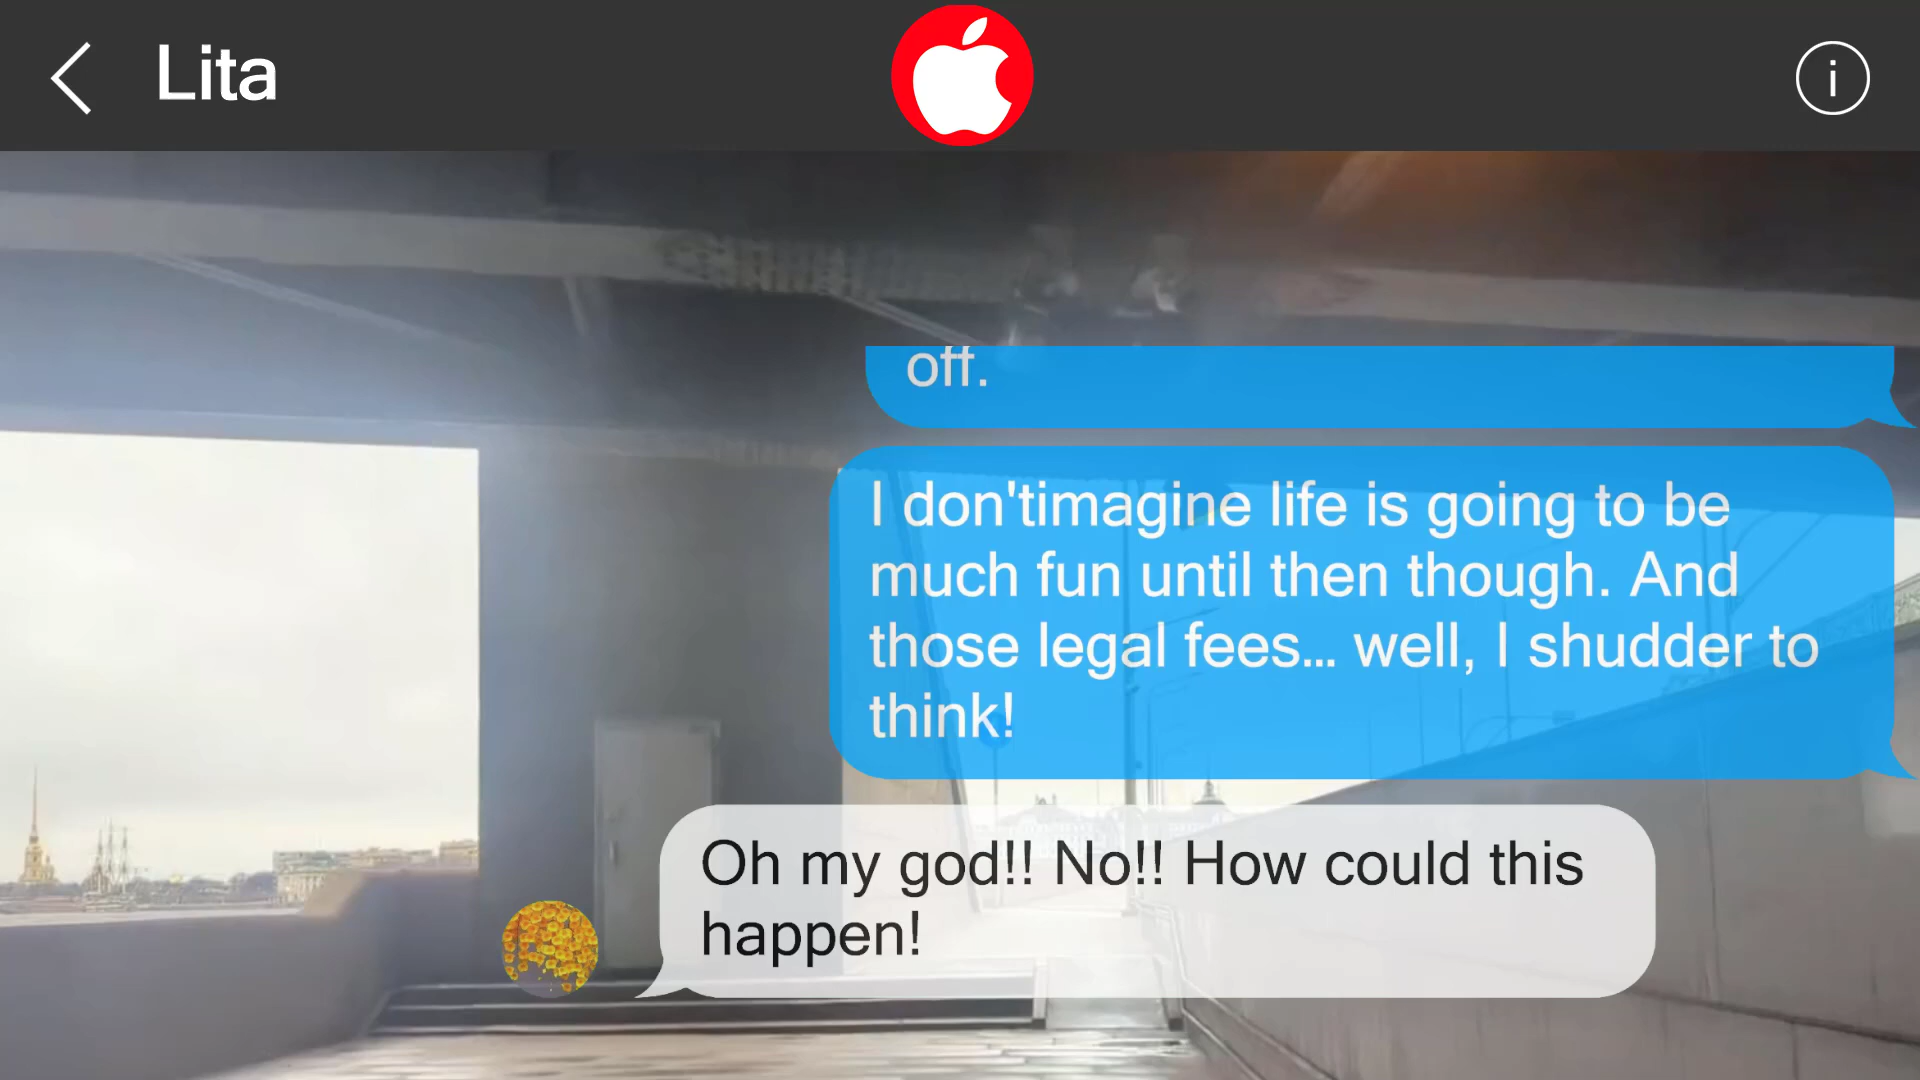 Lita
i
off.
I don'timagine life is going to be
much fun until then though. And
those legal fees... well, I shudder to
think!
Oh my god!! No!! How could this
happen!